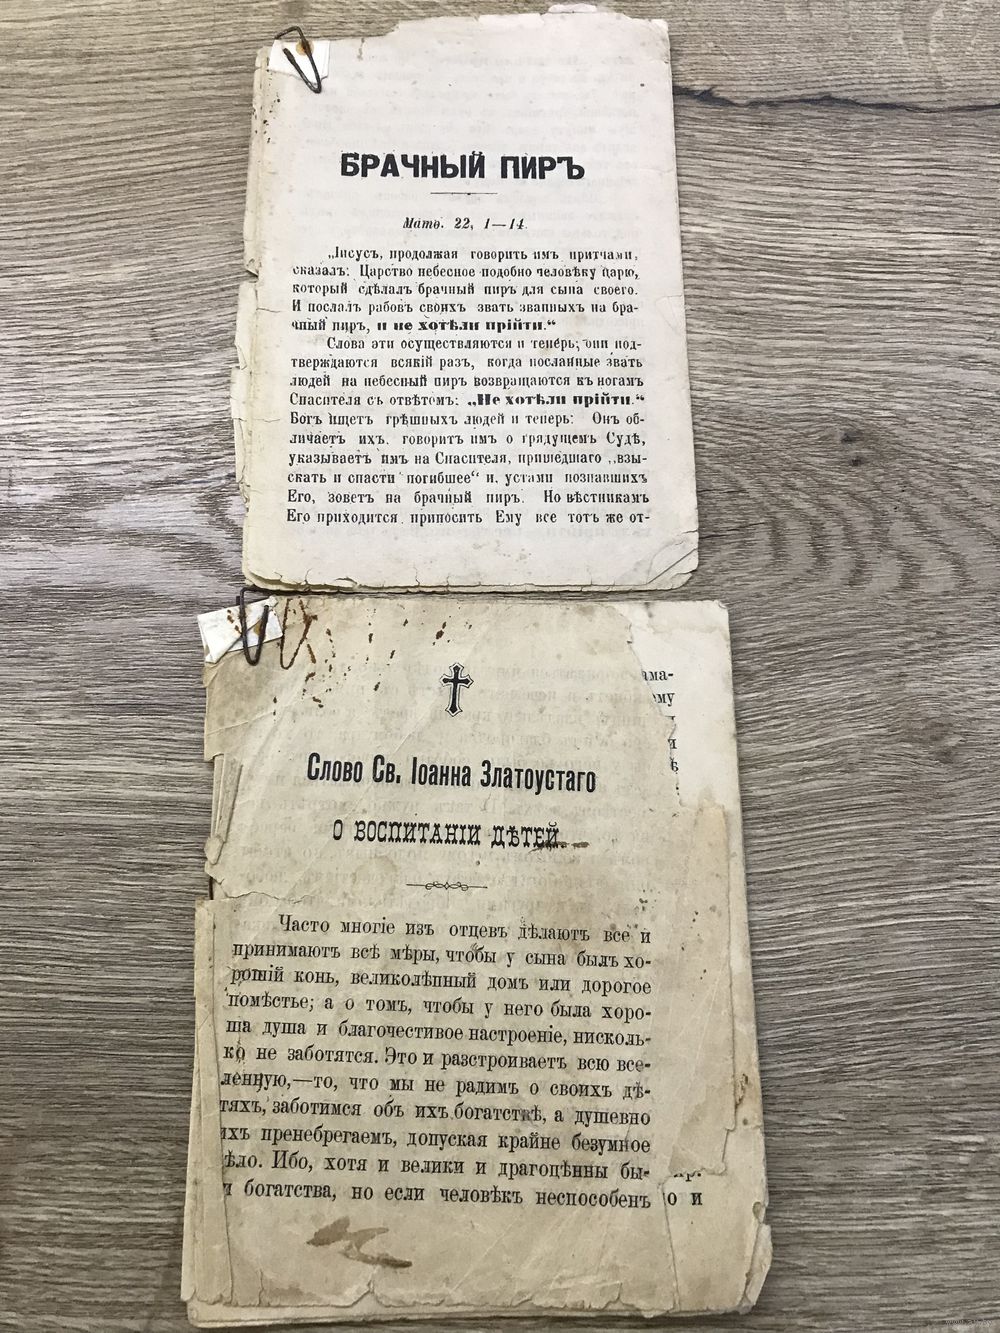 БРАЧНЫЙ ПИРЪ
Матѳ. 22, 1—14.
„Іисусъ, продолжая говорить имъ притчами,
сказалъ: Царство небесное подобно человѣку царю,
который сдѣлалъ брачный пиръ для сына своего.
И послалъ рабовъ своихъ звать званныхъ на бра-
чный пиръ, и не хотѣли прійти.“
Слова эти осуществляются и теперь; они под-
тверждаются всякій разъ, когда посланные звать
людей на небесный пиръ возвращаются къ ногамъ
Спасителя съ отвѣтомъ: „Не хотѣли прійти.“
Богъ ищетъ грѣшныхъ людей и теперь: Онъ об-
личаетъ ихъ, говоритъ имъ о грядущемъ Судѣ,
указываетъ имъ на Спасителя, пришедшаго „взы-
скать и спасти погибшее“ и, устами познавшихъ
Его, зоветъ на брачный пиръ. Но вѣстникамъ
Его приходится приносить Ему все тотъ же от-
ама-
ому
и
ѣ
Слово Св. Іоанна Златоустаго
О ВОСПИТАНІИ ДѢТЕЙ.
Часто многіе изъ отцевъ дѣлаютъ все и
принимаютъ всѣ мѣры, чтобы у сына былъ хо-
рошій конь, великолѣпный домъ или дорогое
помѣстье; а о томъ, чтобы у него была хоро-
ша душа и благочестивое настроеніе, нисколь-
ко не заботятся. Это и разстроиваетъ всю все-
ленную,—то, что мы не радимъ о своихъ дѣ-
тяхъ, заботимся объ ихъ богатствѣ, а душевно
ихъ пренебрегаемъ, допуская крайне безумное
ѣло. Ибо, хотя и велики и драгоцѣнны бы-
и богатства, но если человѣкъ неспособенъ о и